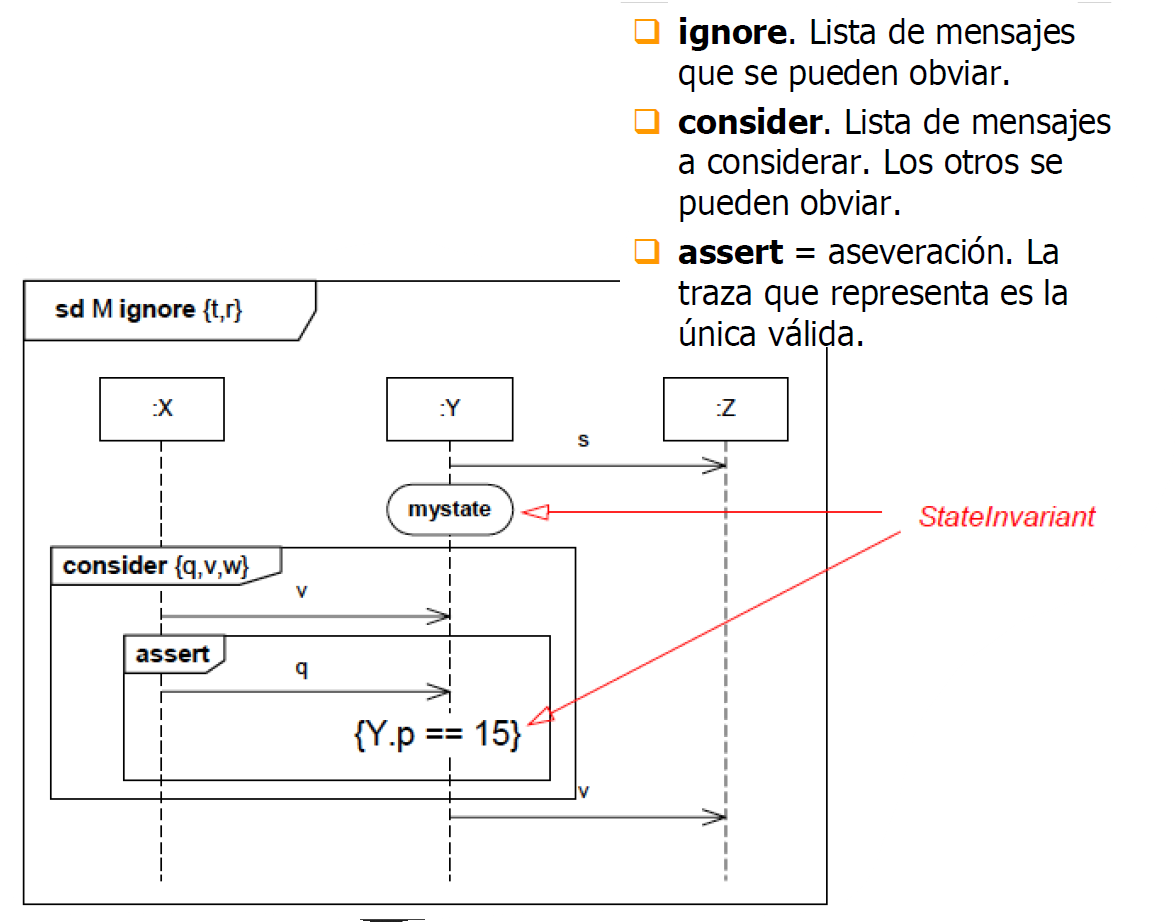 ignore. Lista de mensajes
que se pueden obviar.
consider. Lista de mensajes
a considerar. Los otros se
pueden obviar.
assert = aseveración. La
traza que representa es la
única válida.
sd M ignore {t,r}
:X
:Y
:Z
s
mystate
StateInvariant
consider {q,v,w}
v
assert
q
{Y.p == 15}
v